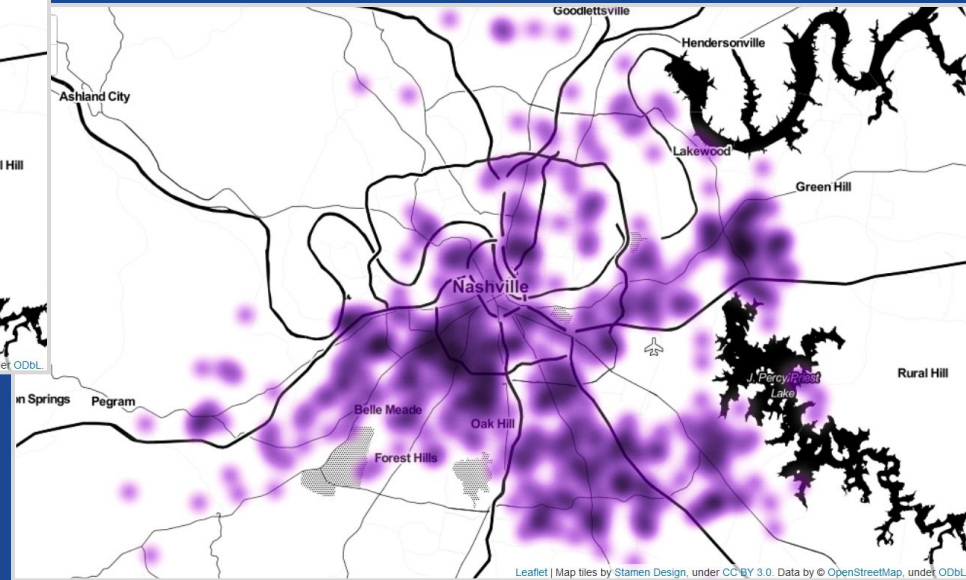 Goodlettsville
Hendersonville
Ashland City
Lakewood
l Hill
Green Hill
Nashville
er ODbL.
J. Percy Priest
Lake
Rural Hill
on Springs
Pegram
Belle Meade
Oak Hill
Forest Hills
Leaflet | Map tiles by Stamen Design, under CC BY 3.0. Data by © OpenStreetMap, under ODbL